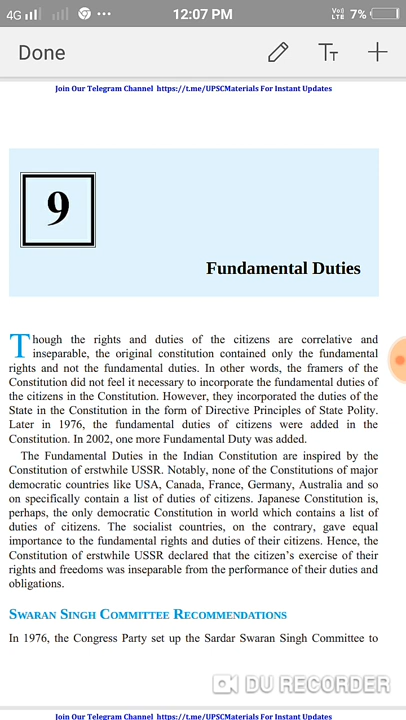 4G 12:07 PM VoD LTE 7%
Done TT
Join Our Telegram Channel https://t.me/UPSCMaterials For Instant Updates
9
Fundamental Duties
Though the rights and duties of the citizens are correlative and
inseparable, the original constitution contained only the fundamental
rights and not the fundamental duties. In other words, the framers of the
Constitution did not feel it necessary to incorporate the fundamental duties of
the citizens in the Constitution. However, they incorporated the duties of the
State in the Constitution in the form of Directive Principles of State Polity.
Later in 1976, the fundamental duties of citizens were added in the
Constitution. In 2002, one more Fundamental Duty was added.
The Fundamental Duties in the Indian Constitution are inspired by the
Constitution of erstwhile USSR. Notably, none of the Constitutions of major
democratic countries like USA, Canada, France, Germany, Australia and so
on specifically contain a list of duties of citizens. Japanese Constitution is,
perhaps, the only democratic Constitution in world which contains a list of
duties of citizens. The socialist countries, on the contrary, gave equal
importance to the fundamental rights and duties of their citizens. Hence, the
Constitution of erstwhile USSR declared that the citizen's exercise of their
rights and freedoms was inseparable from the performance of their duties and
obligations.
SWARAN SINGH COMMITTEE RECOMMENDATIONS
In 1976, the Congress Party set up the Sardar Swaran Singh Committee to
DU RECORDER
Join Our Telegram Channel https://t.me/UPSCMaterials For Instant Updates